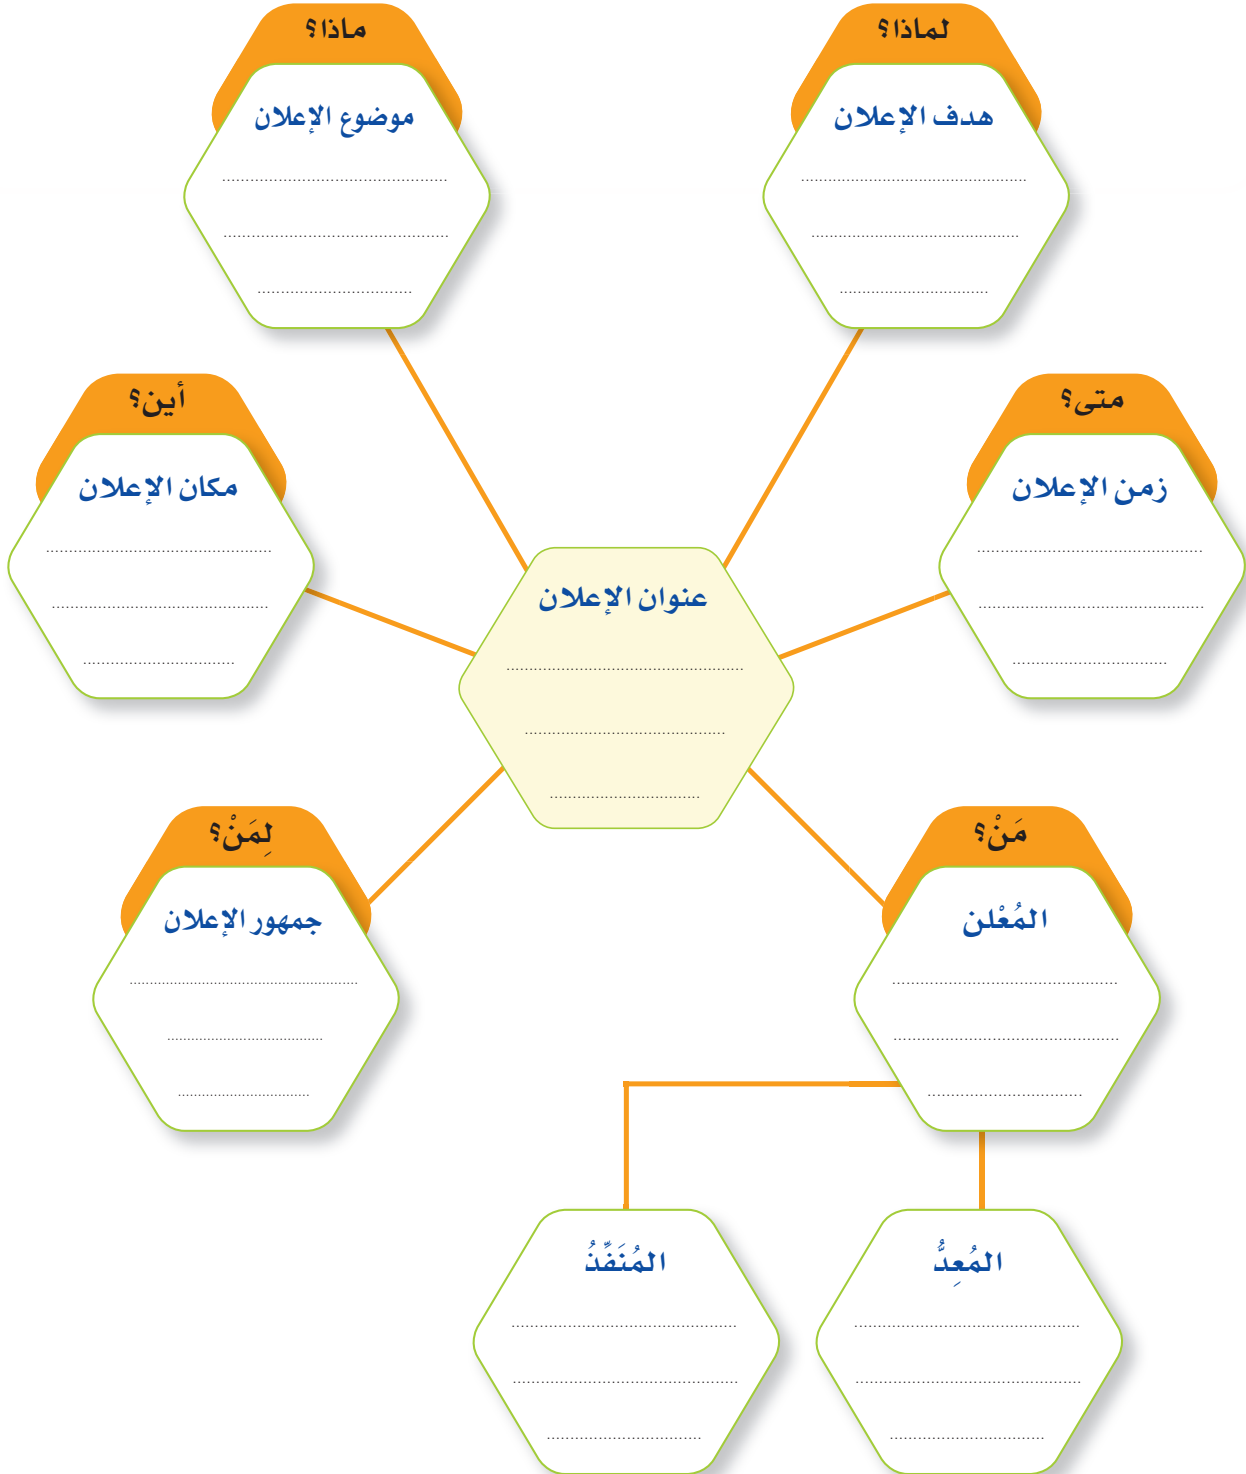 لماذا؟
هدف الإعلان
ماذا؟
موضوع الإعلان
متى؟
زمن الإعلان
أين؟
مكان الإعلان
عنوان الإعلان
مَنْ؟
المُعْلن
لِمَنْ؟
جمهور الإعلان
المُعِدُّ
المُنَفِّذُ